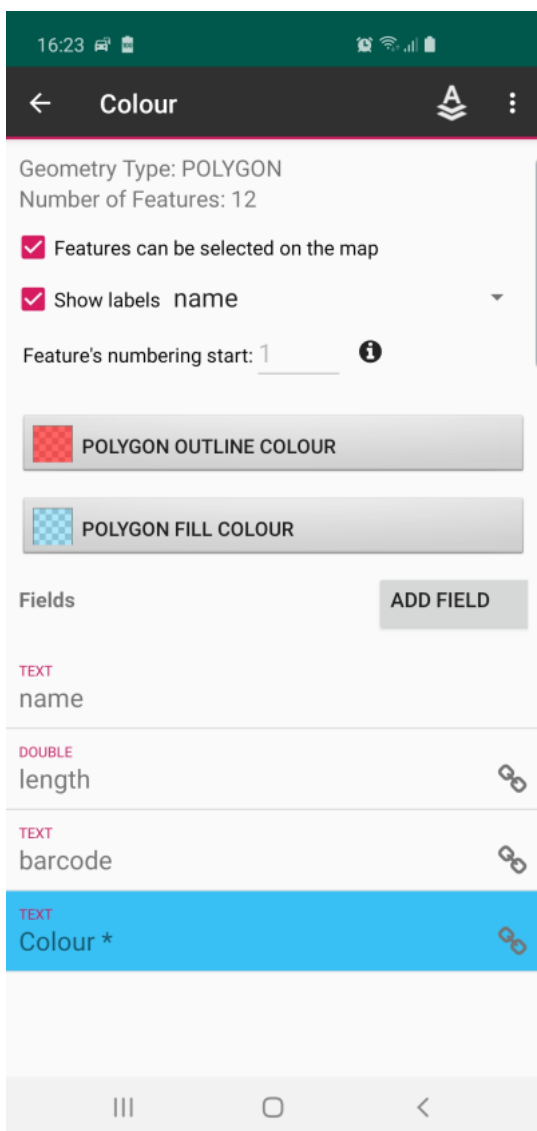 16:23
Colour
A
Geometry Type: POLYGON
Number of Features: 12
Features can be selected on the map
Show labels name
Feature's numbering start: 1
POLYGON OUTLINE COLOUR
POLYGON FILL COLOUR
Fields ADD FIELD
TEXT
name
DOUBLE
length
TEXT
barcode
TEXT
Colour *